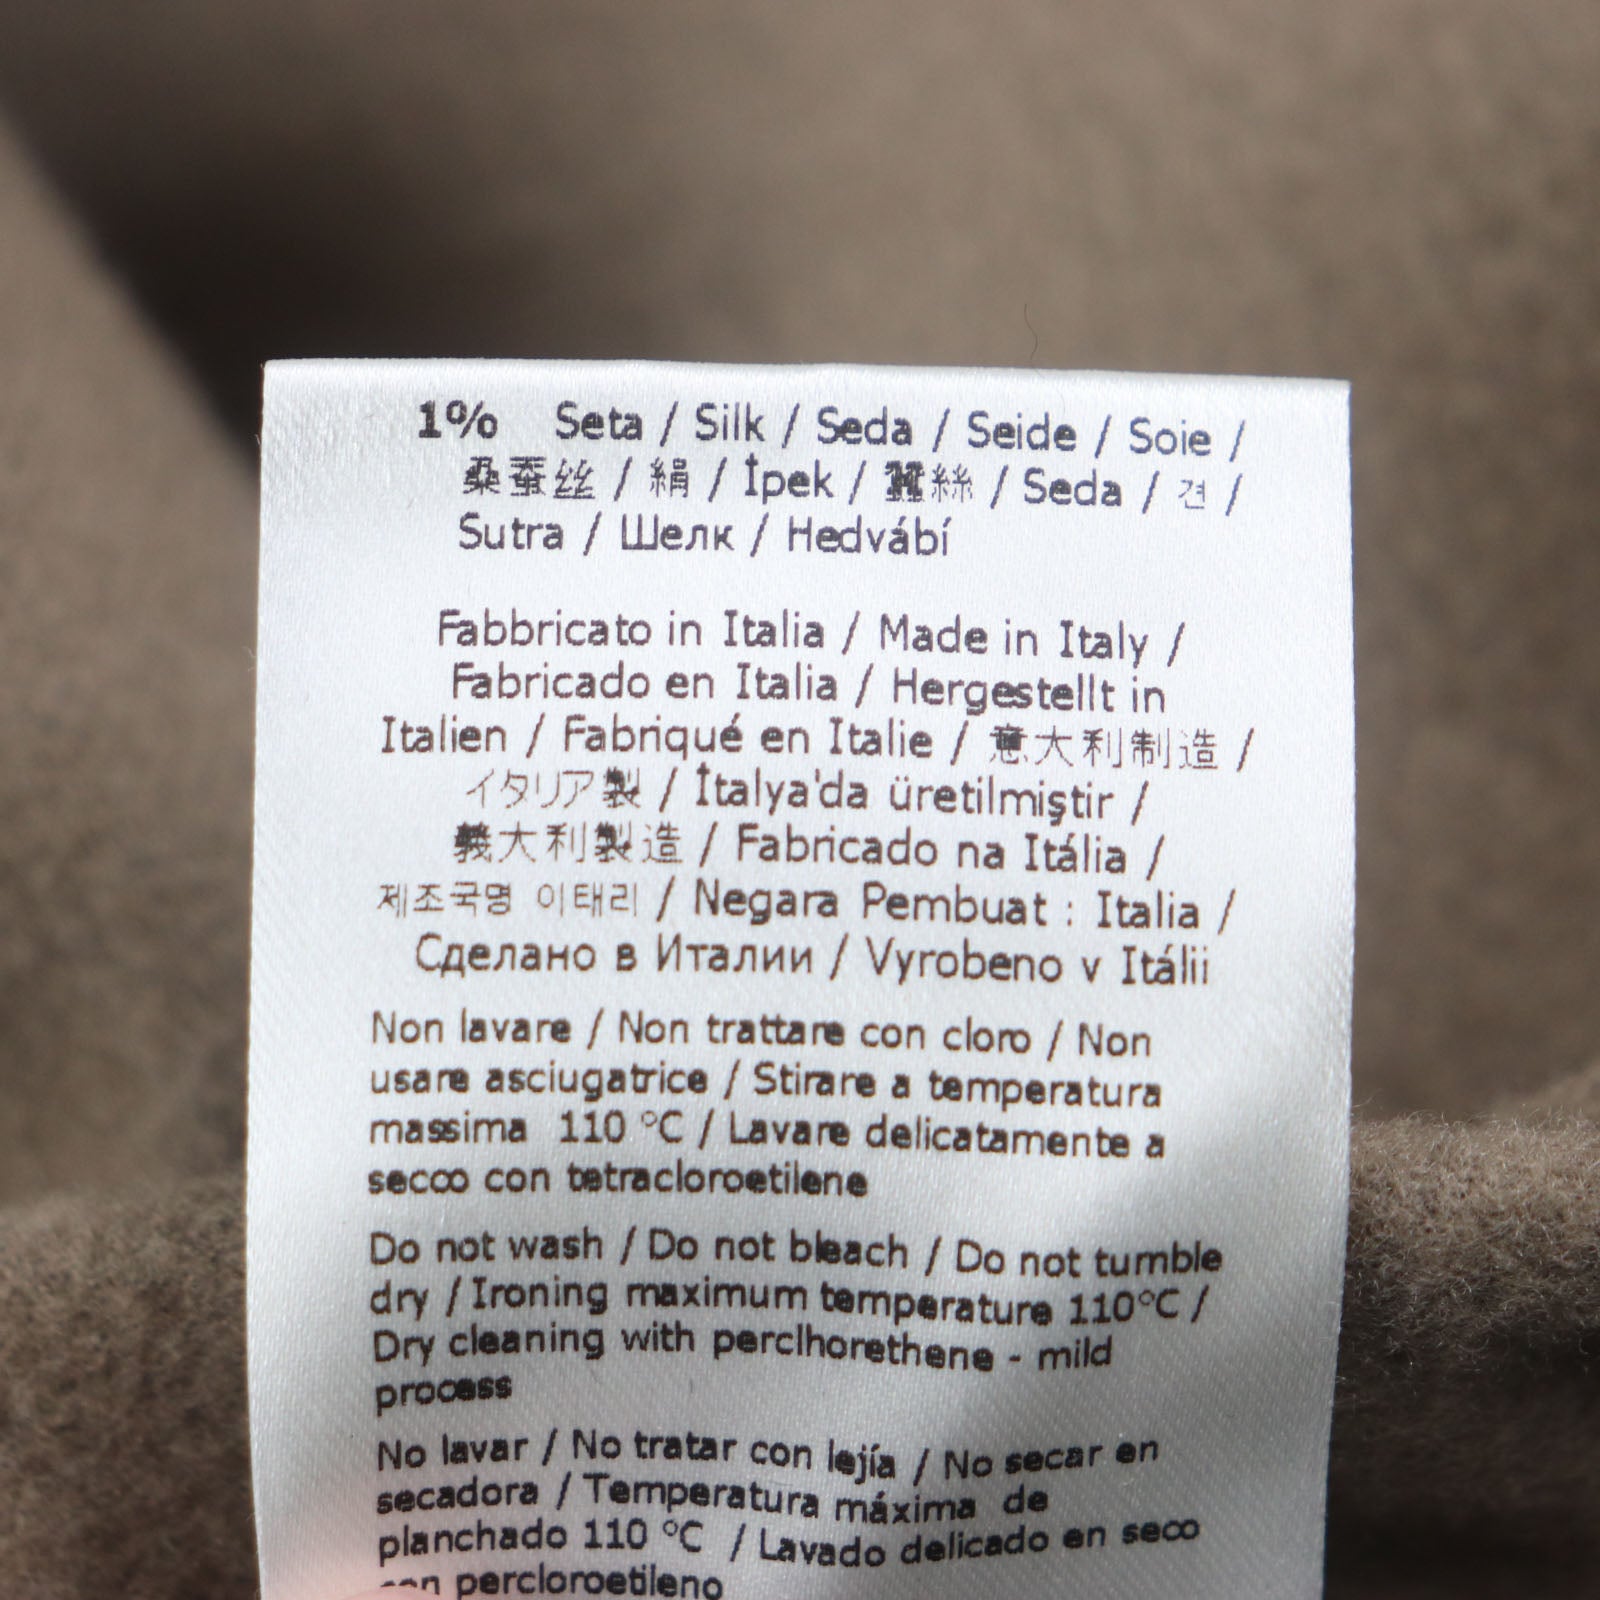 1% Seta / Silk / Seda / Seide / Soie /
桑蚕丝 / 絹 / İpek / 蠶絲 / Seda / 견 /
Sutra / Шелк / Hedvábí
Fabbricato in Italia / Made in Italy /
Fabricado en Italia / Hergestellt in
Italien / Fabriqué en Italie / 意大利制造 /
イタリア製 / İtalya'da üretilmiştir /
義大利製造 / Fabricado na Itália /
제조국명 이태리 / Negara Pembuat : Italia /
Сделано в Италии / Vyrobeno v Itálii
Non lavare / Non trattare con cloro / Non
usare asciugatrice / Stirare a temperatura
massima 110 °C / Lavare delicatamente a
secco con tetracloroetilene
Do not wash / Do not bleach / Do not tumble
dry / Ironing maximum temperature 110°C /
Dry cleaning with perclhorethene - mild
process
No lavar / No tratar con lejía / No secar en
secadora / Temperatura máxima de
planchado 110 °C / Lavado delicado en seco
con percloroetileno